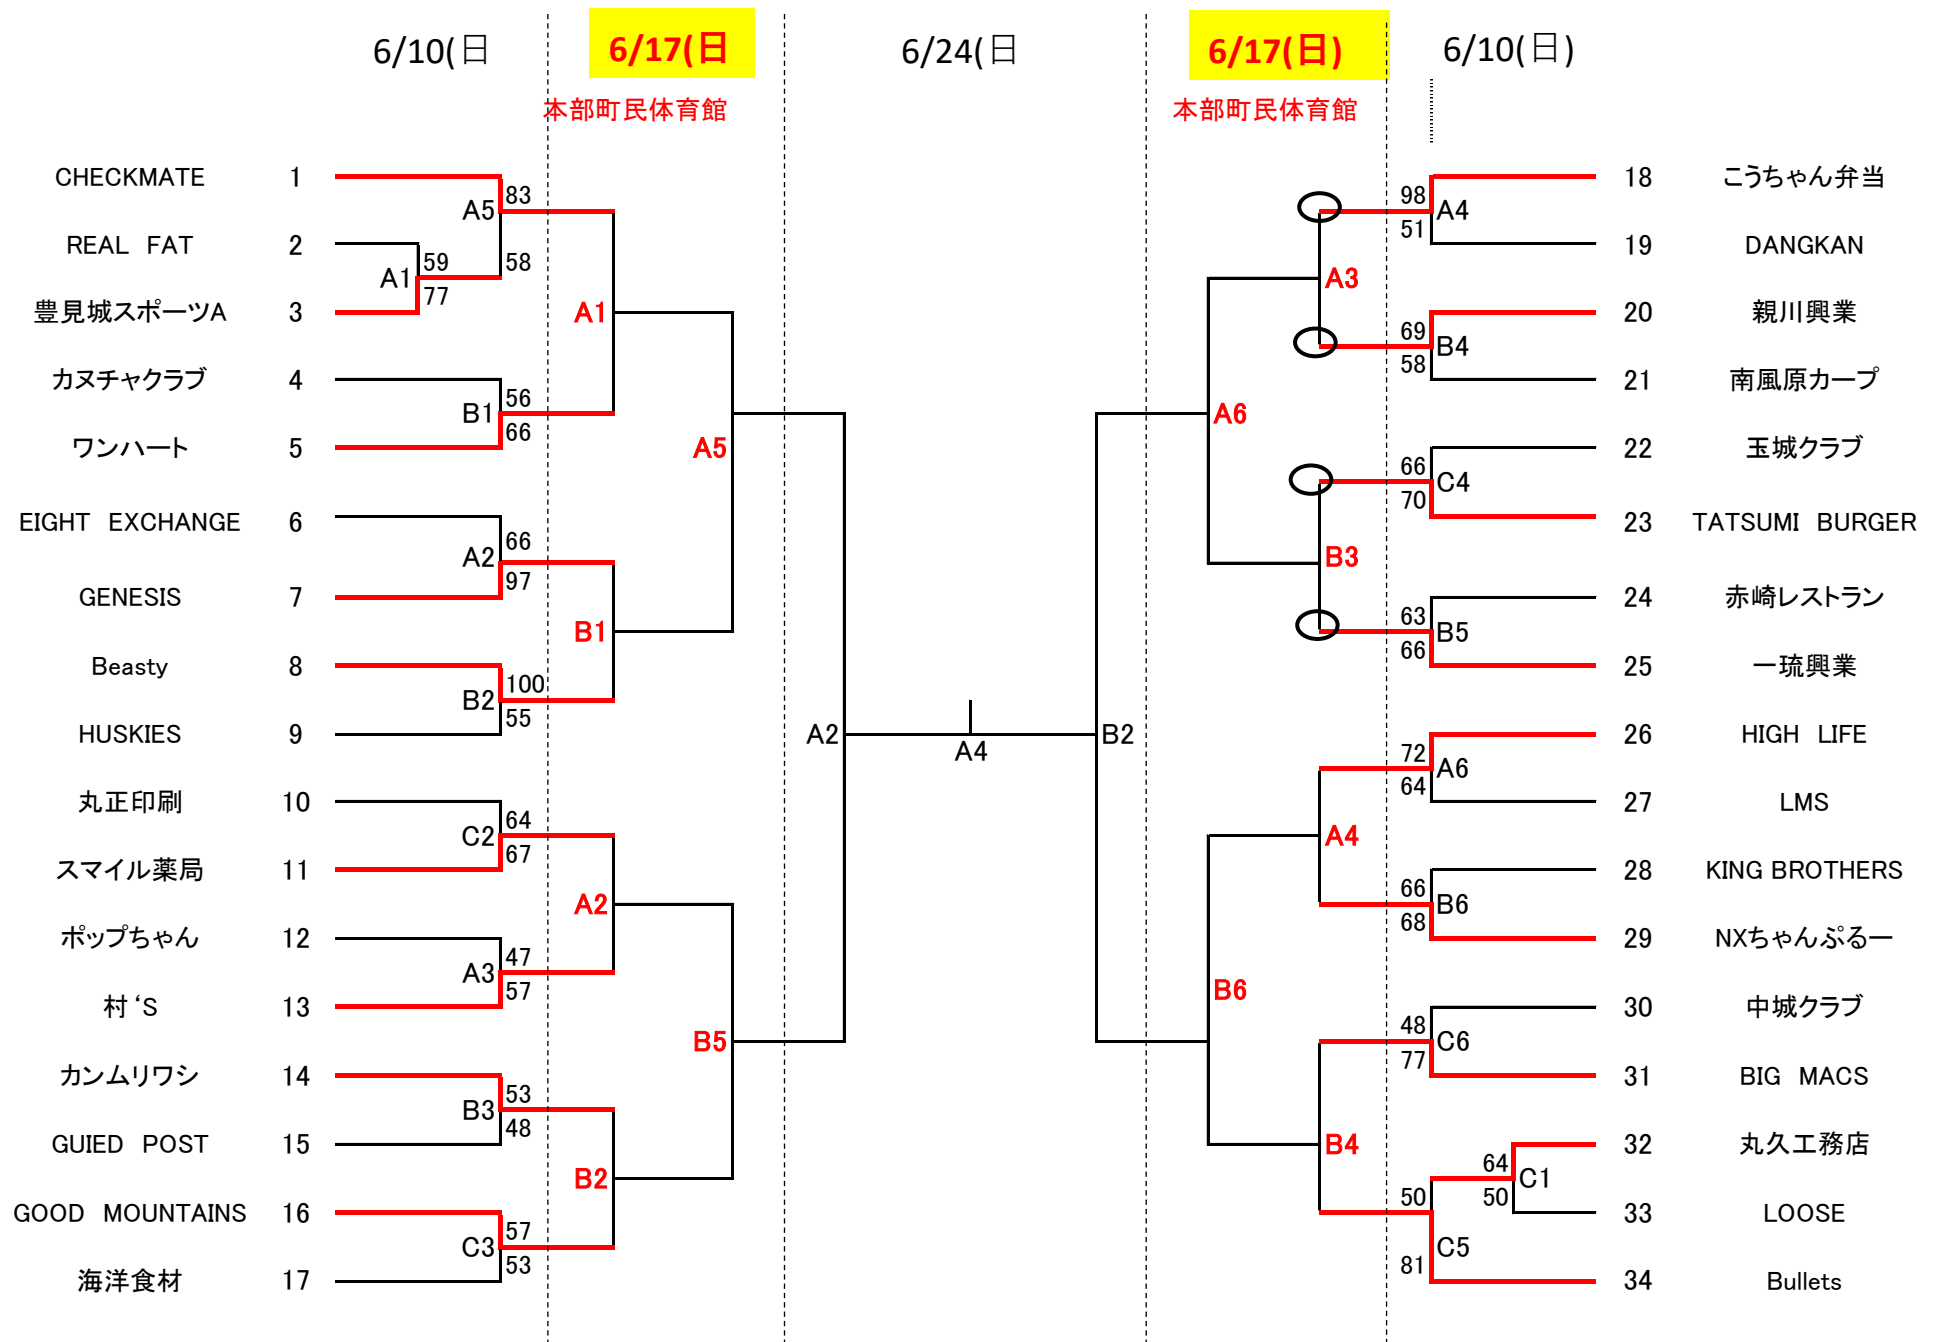 6/10(日
6/17(日
6/24(日
6/17(日)
6/10(日)
本部町民体育館
本部町民体育館
CHECKMATE 1
REAL FAT 2
豊見城スポーツA 3
カヌチャクラブ 4
ワンハート 5
EIGHT EXCHANGE 6
GENESIS 7
Beasty 8
HUSKIES 9
丸正印刷 10
スマイル薬局 11
ポップちゃん 12
村‘S 13
カンムリワシ 14
GUIED POST 15
GOOD MOUNTAINS 16
海洋食材 17
A5 83 58
A1 59 77
B1 56 66
A2 66 97
B2 100 55
C2 64 67
A3 47 57
B3 53 48
C3 57 53
A1
B1
A2
B2
A5
B5
A2
A4
B2
A6
B6
A3
B3
A4
B4
98 51 A4
69 58 B4
66 70 C4
63 66 B5
72 64 A6
66 68 B6
48 77 C6
64 50 C1
50 81 C5
18 こうちゃん弁当
19 DANGKAN
20 親川興業
21 南風原カープ
22 玉城クラブ
23 TATSUMI BURGER
24 赤崎レストラン
25 一琉興業
26 HIGH LIFE
27 LMS
28 KING BROTHERS
29 NXちゃんぷるー
30 中城クラブ
31 BIG MACS
32 丸久工務店
33 LOOSE
34 Bullets